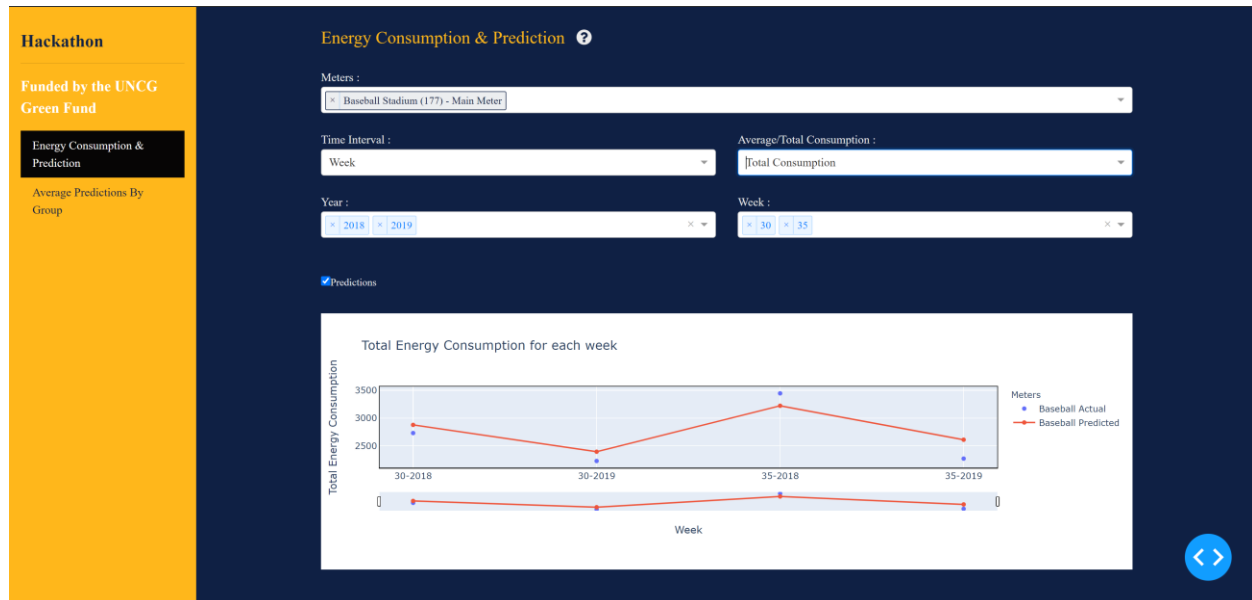 Hackathon
Funded by the UNCG
Green Fund
Energy Consumption &
Prediction
Average Predictions By
Group
Energy Consumption & Prediction ?
Meters :
× Baseball Stadium (177) - Main Meter
Time Interval :
Average/Total Consumption :
Week
Total Consumption
Year :
Week :
× 2018 × 2019 ×
× 30 × 35 ×
Predictions
Total Energy Consumption for each week
Total Energy Consumption
3500
3000
2500
30-2018
30-2019
35-2018
35-2019
Week
Meters
Baseball Actual
Baseball Predicted